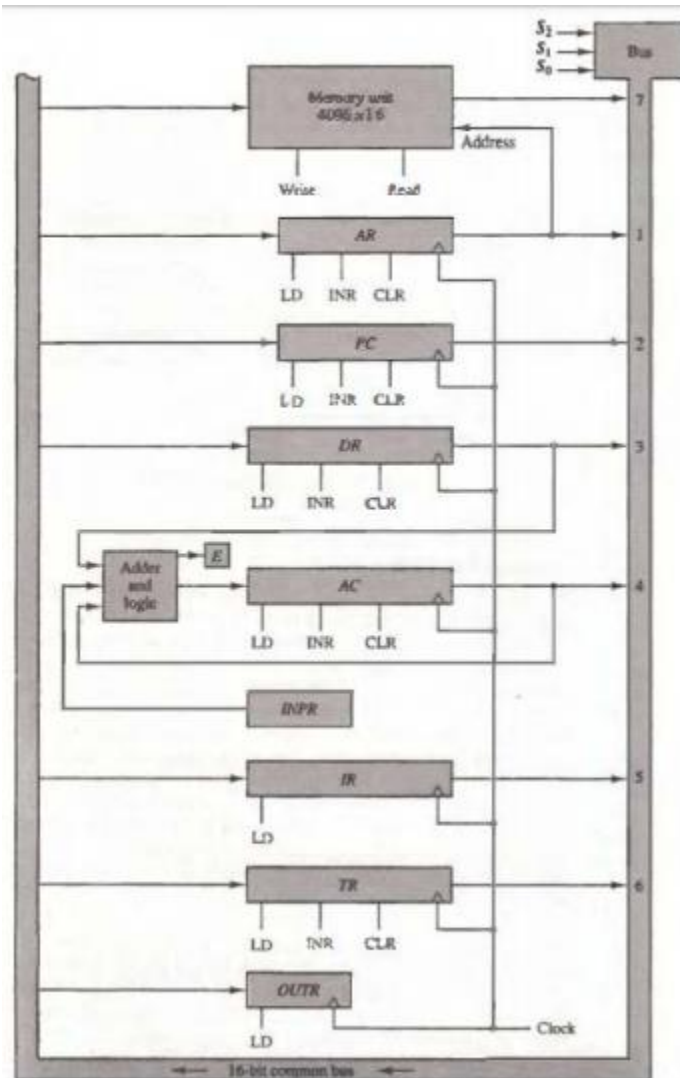 S2
S1
S0
Bus
Memory unit
4096 x 16
7
Address
Write
Read
AR
1
LD INR CLR
PC
2
LD INR CLR
DR
3
LD INR CLR
Adder
and
logic
E
AC
4
LD INR CLR
INPR
IR
5
LD
TR
6
LD INR CLR
OUTR
LD
Clock
16-bit common bus